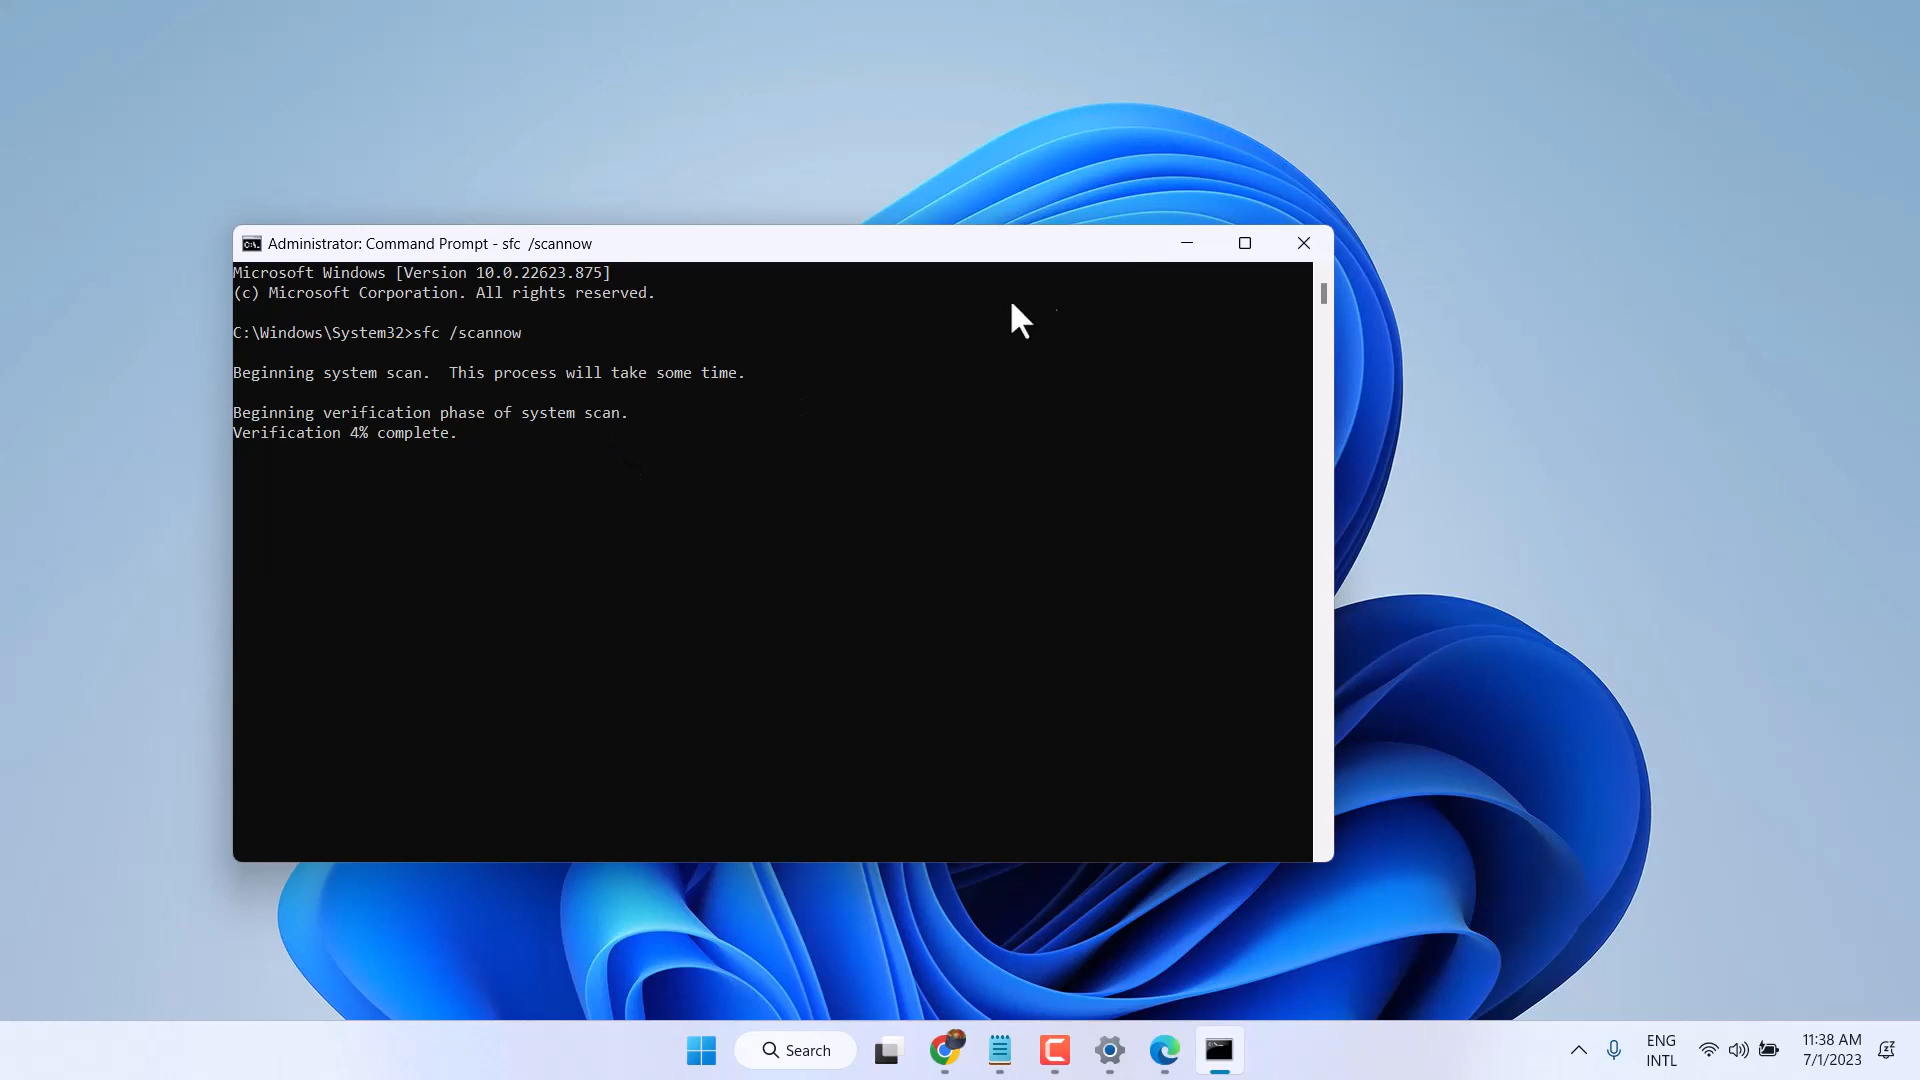 Administrator: Command Prompt - sfc  /scannow
Microsoft Windows [Version 10.0.22623.875]
(c) Microsoft Corporation. All rights reserved.
C:\Windows\System32>sfc /scannow
Beginning system scan.  This process will take some time.
Beginning verification phase of system scan.
Verification 4% complete.
Search
ENG
INTL
11:38 AM
7/1/2023